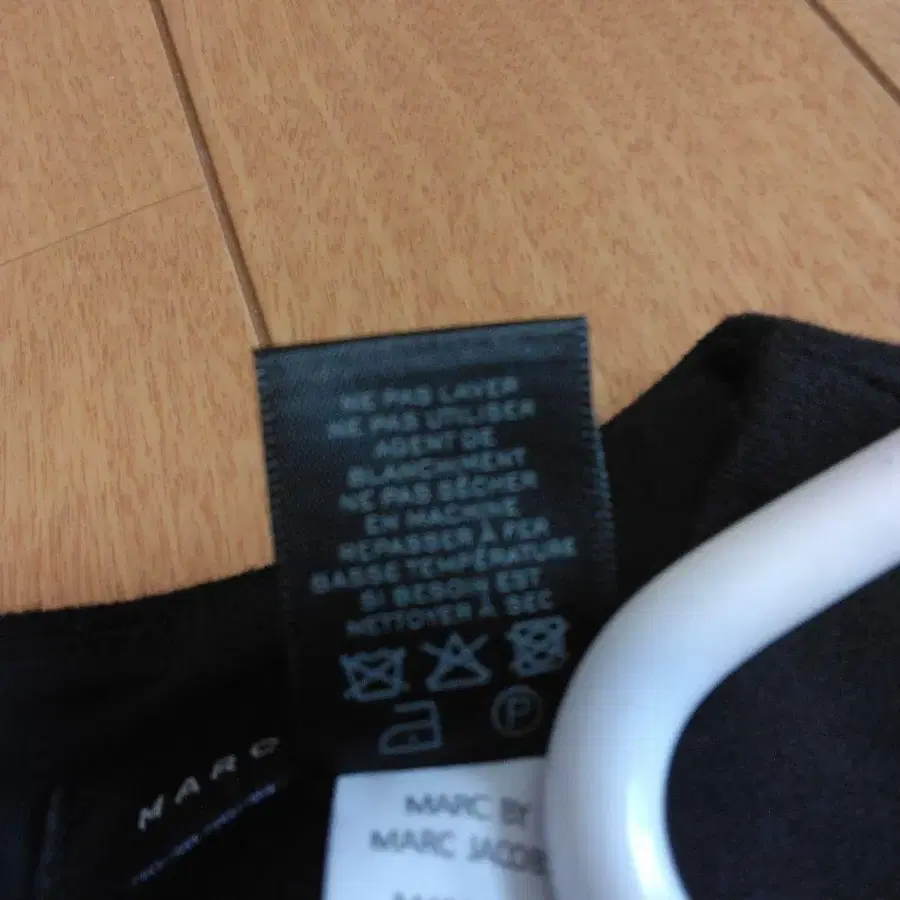 NE PAS LAVER
NE PAS UTILISER
AGENT DE
BLANCHIMENT
NE PAS SÉCHER
EN MACHINE
REPASSER À FER
BASSE TEMPÉRATURE
SI BESOIN EST
NETTOYER À SEC
P
MARC
MARC BY
MARC JACOB